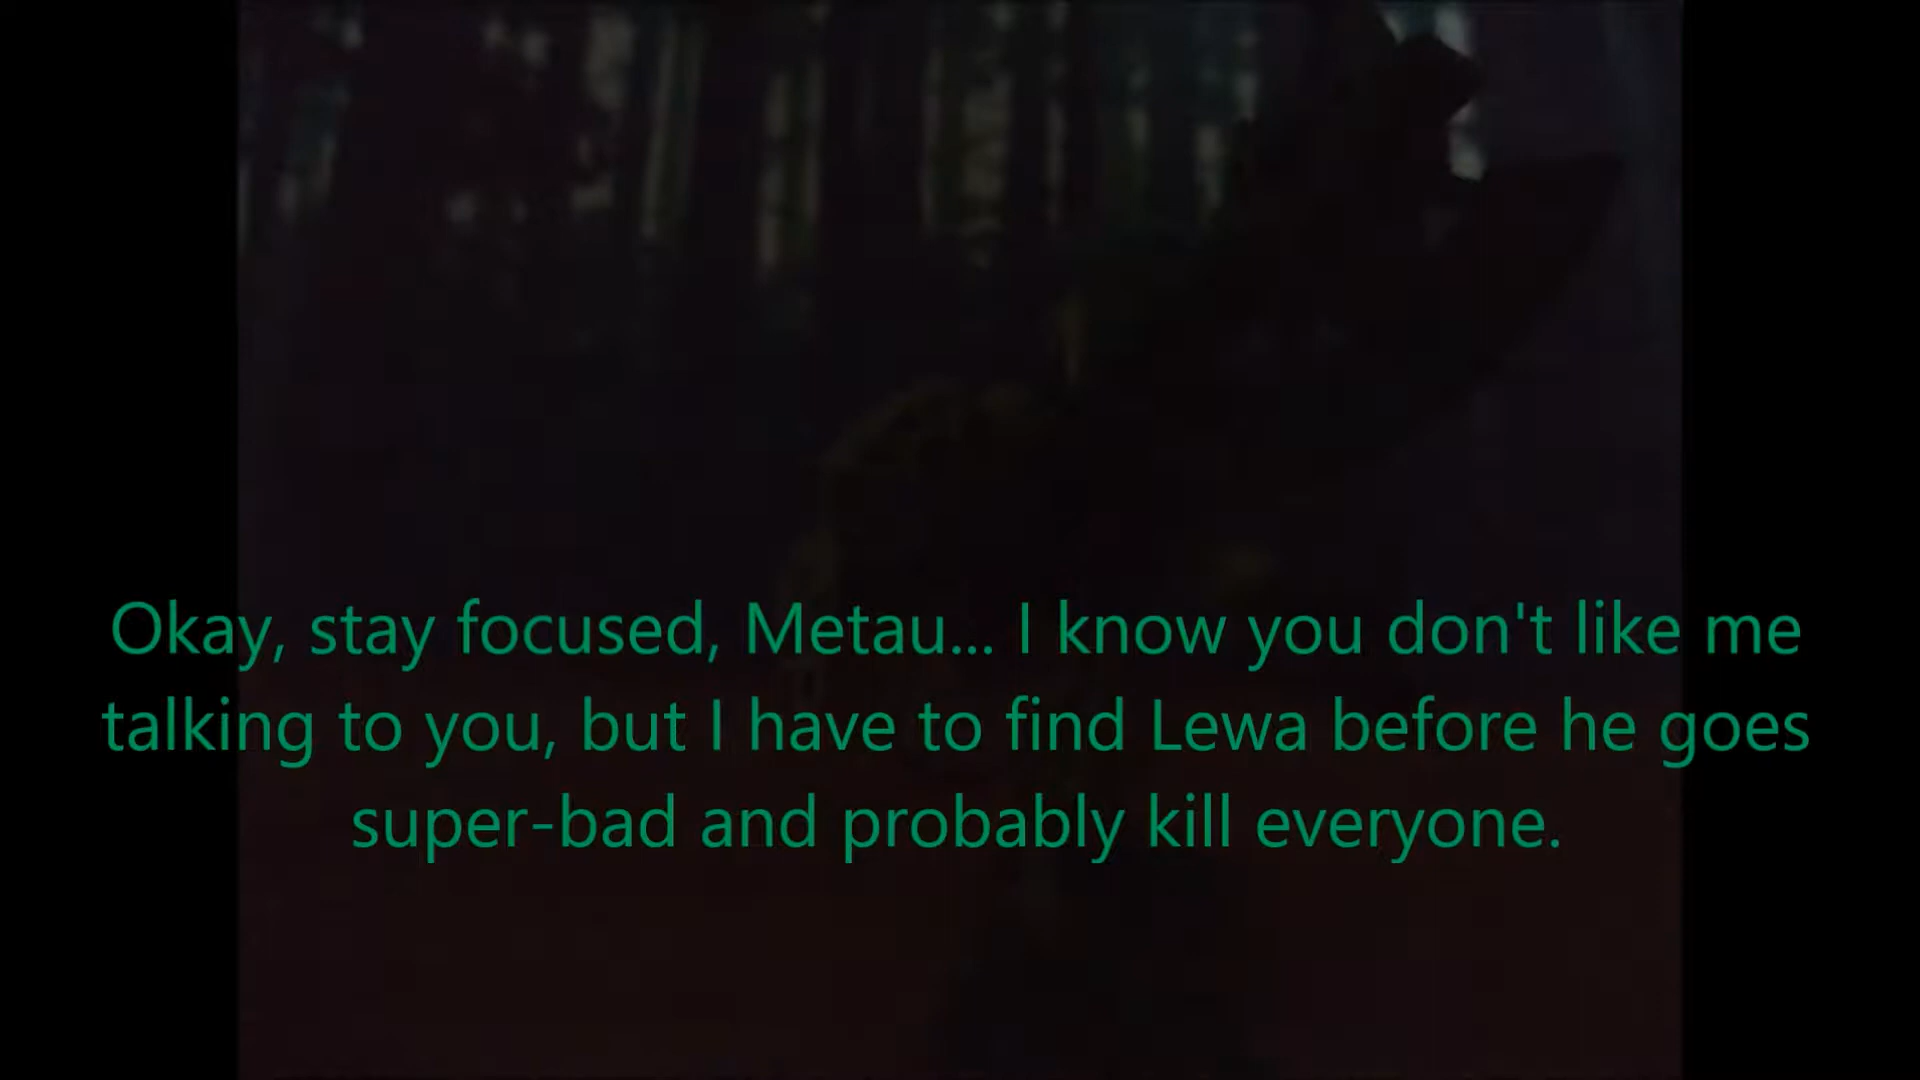 Okay, stay focused, Metau... I know you don't like me
talking to you, but I have to find Lewa before he goes
super-bad and probably kill everyone.